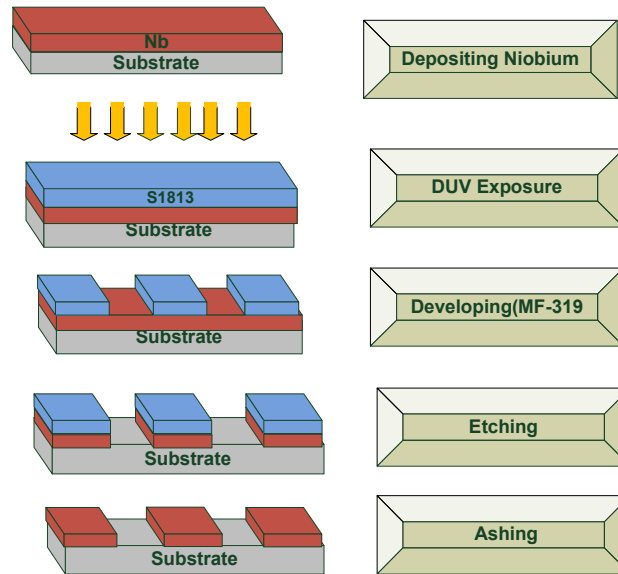 Nb
Substrate
Depositing Niobium
S1813
Substrate
DUV Exposure
Substrate
Developing(MF-319
Substrate
Etching
Substrate
Ashing